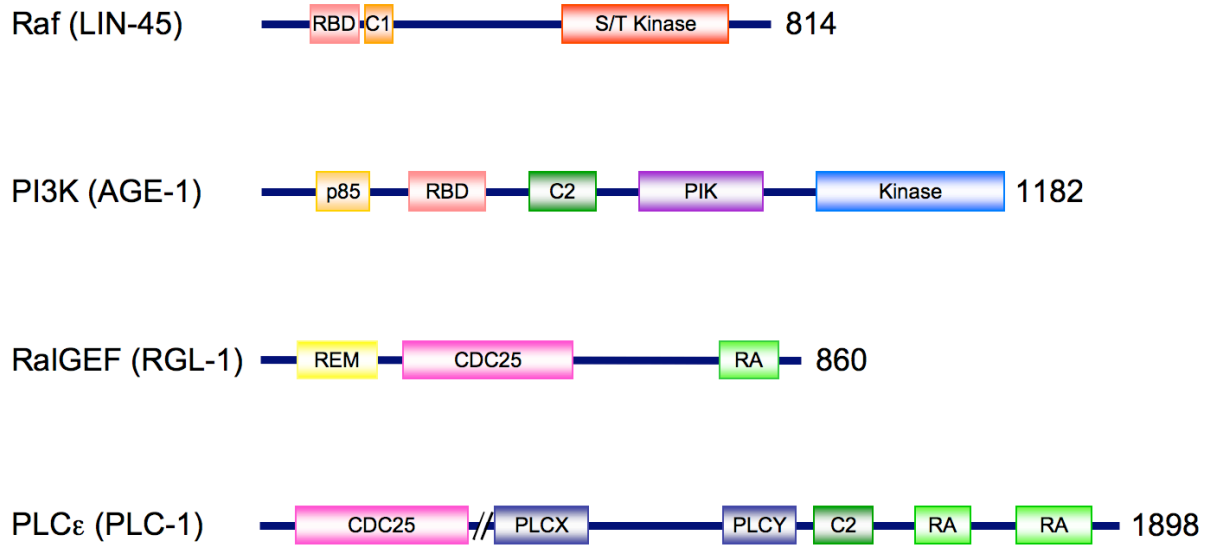 Raf (LIN-45) RBD C1 S/T Kinase 814
PI3K (AGE-1) p85 RBD C2 PIK Kinase 1182
RalGEF (RGL-1) REM CDC25 RA 860
PLCε (PLC-1) CDC25 // PLCX PLCY C2 RA RA 1898